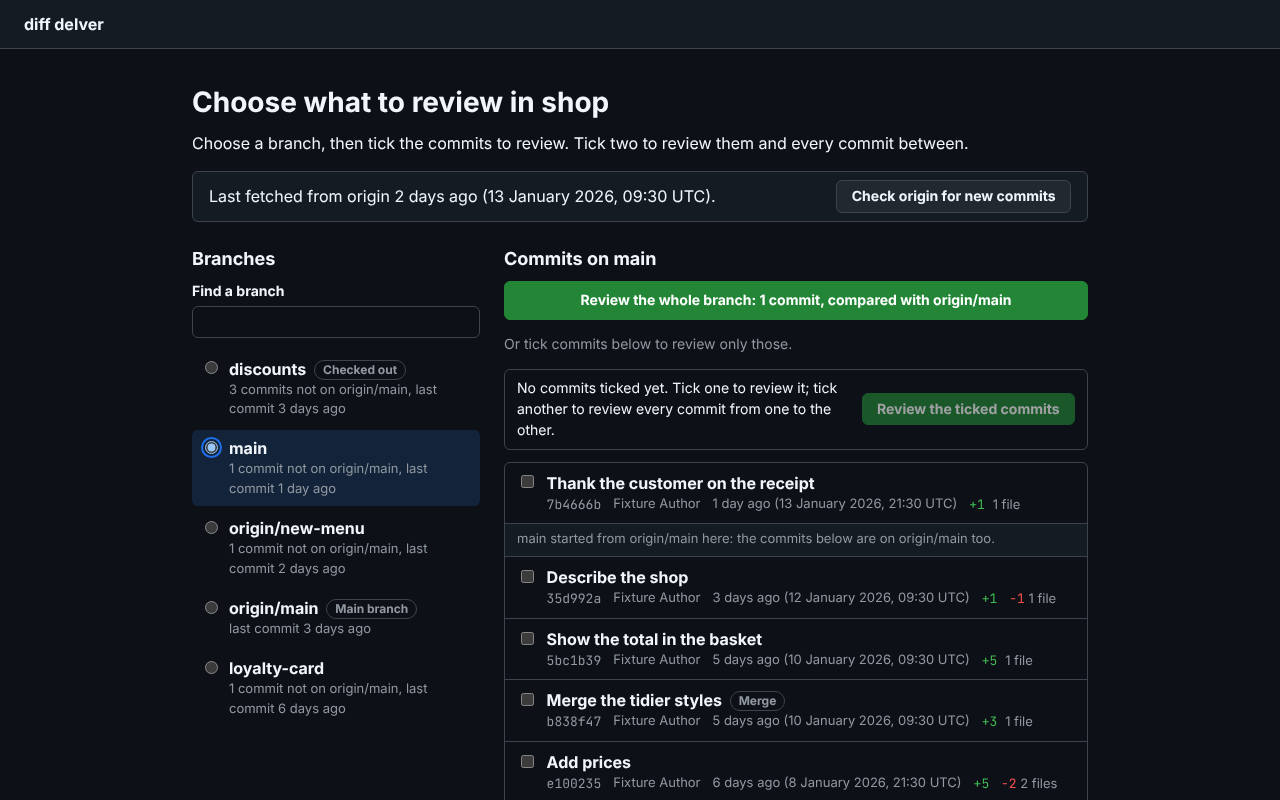 diff delver
Choose what to review in shop
Choose a branch, then tick the commits to review. Tick two to review them and every commit between.
Last fetched from origin 2 days ago (13 January 2026, 09:30 UTC).
Check origin for new commits
Branches
Find a branch
discounts Checked out
3 commits not on origin/main, last
commit 3 days ago
main
1 commit not on origin/main, last
commit 1 day ago
origin/new-menu
1 commit not on origin/main, last
commit 2 days ago
origin/main Main branch
last commit 3 days ago
loyalty-card
1 commit not on origin/main, last
commit 6 days ago
Commits on main
Review the whole branch: 1 commit, compared with origin/main
Or tick commits below to review only those.
No commits ticked yet. Tick one to review it; tick
another to review every commit from one to the
other.
Review the ticked commits
Thank the customer on the receipt
7b4666b Fixture Author 1 day ago (13 January 2026, 21:30 UTC) +1 1 file
main started from origin/main here: the commits below are on origin/main too.
Describe the shop
35d992a Fixture Author 3 days ago (12 January 2026, 09:30 UTC) +1 -1 1 file
Show the total in the basket
5bc1b39 Fixture Author 5 days ago (10 January 2026, 09:30 UTC) +5 1 file
Merge the tidier styles Merge
b838f47 Fixture Author 5 days ago (10 January 2026, 09:30 UTC) +3 1 file
Add prices
e100235 Fixture Author 6 days ago (8 January 2026, 21:30 UTC) +5 -2 2 files